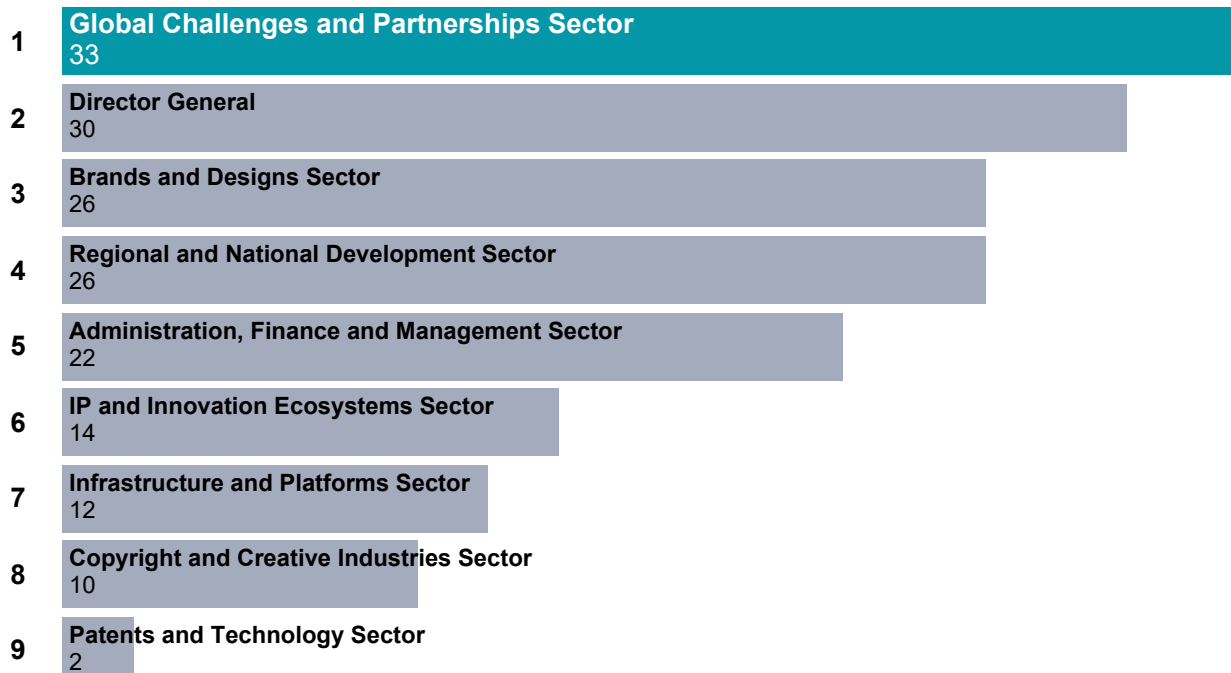 1
Global Challenges and Partnerships Sector
33
2
Director General
30
3
Brands and Designs Sector
26
4
Regional and National Development Sector
26
5
Administration, Finance and Management Sector
22
6
IP and Innovation Ecosystems Sector
14
7
Infrastructure and Platforms Sector
12
8
Copyright and Creative Industries Sector
10
9
Patents and Technology Sector
2